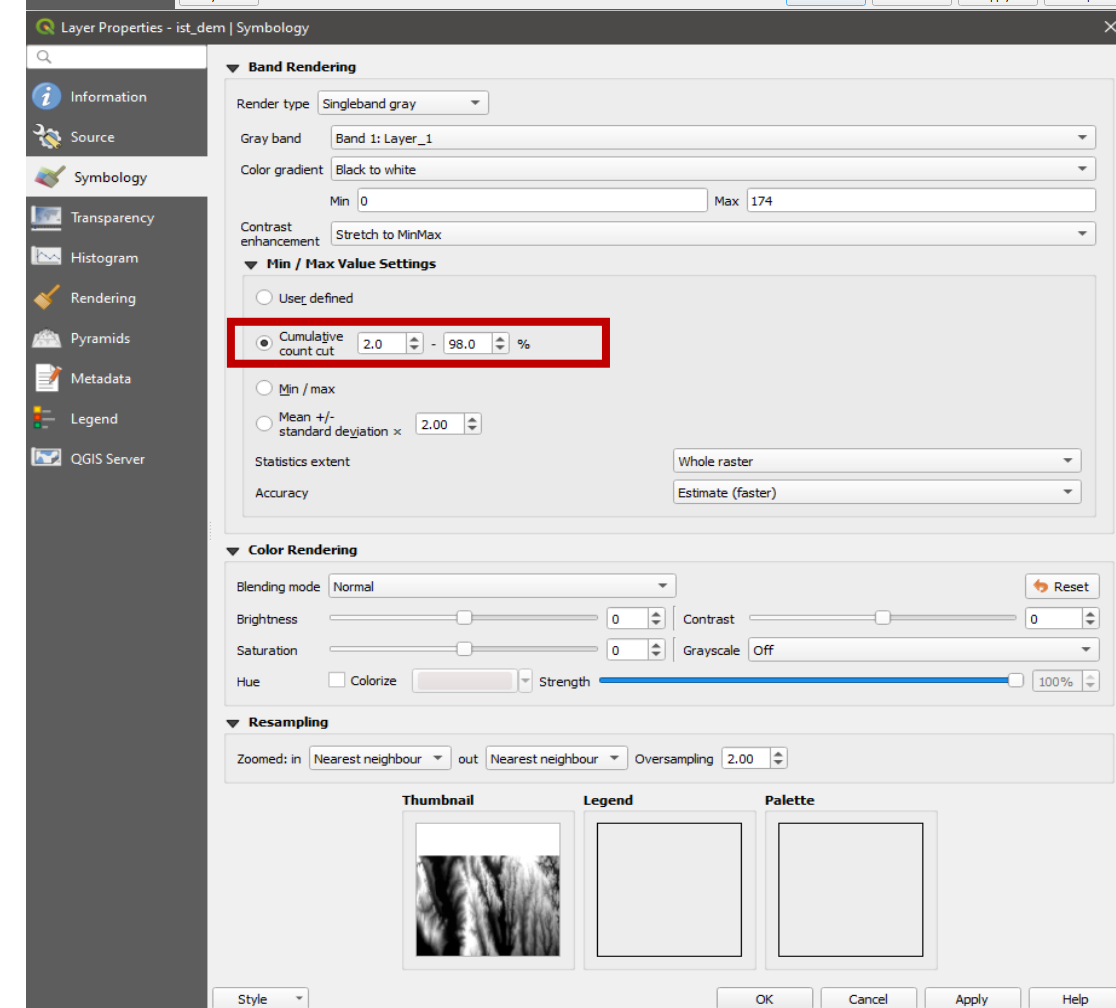 Layer Properties - ist_dem | Symbology
Information
Source
Symbology
Transparency
Histogram
Rendering
Pyramids
Metadata
Legend
QGIS Server
Band Rendering
Render type Singleband gray
Gray band Band 1: Layer_1
Color gradient Black to white
Min 0 Max 174
Contrast
enhancement Stretch to MinMax
Min / Max Value Settings
User defined
Cumulative
count cut 2.0 - 98.0 %
Min / max
Mean +/-
standard deviation × 2.00
Statistics extent Whole raster
Accuracy Estimate (faster)
Color Rendering
Blending mode Normal Reset
Brightness 0 Contrast 0
Saturation 0 Grayscale Off
Hue Colorize Strength 100%
Resampling
Zoomed: in Nearest neighbour out Nearest neighbour Oversampling 2.00
Thumbnail Legend Palette
Style OK Cancel Apply Help